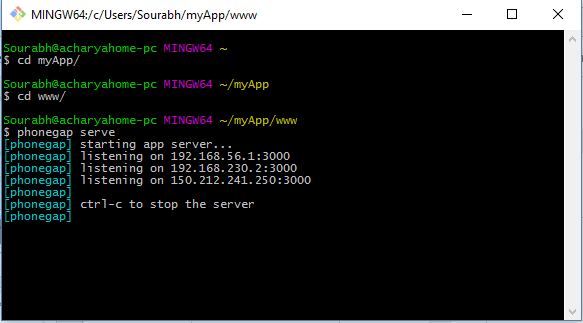 MINGW64:/c/Users/Sourabh/myApp/www
Sourabh@acharyahome-pc MINGW64 ~
$ cd myApp/
Sourabh@acharyahome-pc MINGW64 ~/myApp
$ cd www/
Sourabh@acharyahome-pc MINGW64 ~/myApp/www
$ phonegap serve
[phonegap] starting app server...
[phonegap] listening on 192.168.56.1:3000
[phonegap] listening on 192.168.230.2:3000
[phonegap] listening on 150.212.241.250:3000
[phonegap]
[phonegap] ctrl-c to stop the server
[phonegap]